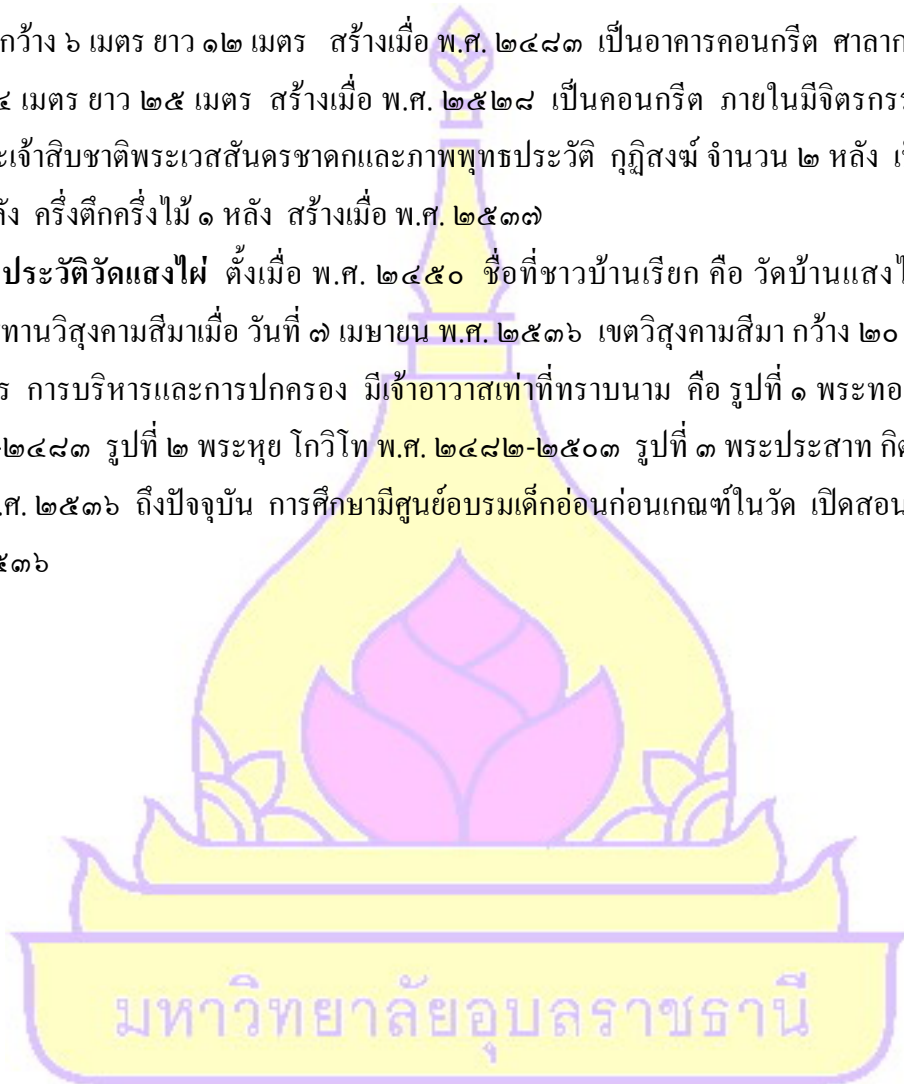 กว้าง ๖ เมตร ยาว ๑๒ เมตร สร้างเมื่อ พ.ศ. ๒๔๘๓ เป็นอาคารคอนกรีต ศาลาก
๔ เมตร ยาว ๒๕ เมตร สร้างเมื่อ พ.ศ. ๒๕๒๘ เป็นคอนกรีต ภายในมีจิตรกรร
ะเจ้าสิบชาติพระเวสสันดรชาดกและภาพพุทธประวัติ กุฏิสงฆ์ จำนวน ๒ หลัง เ
ัง ครึ่งตึกครึ่งไม้ ๑ หลัง สร้างเมื่อ พ.ศ. ๒๕๓๗
ประวัติวัดแสงไผ่ ตั้งเมื่อ พ.ศ. ๒๔๕๐ ชื่อที่ชาวบ้านเรียก คือ วัดบ้านแสงไ
ทานวิสุงคามสีมาเมื่อ วันที่ ๗ เมษายน พ.ศ. ๒๕๓๖ เขตวิสุงคามสีมา กว้าง ๒๐
ร การบริหารและการปกครอง มีเจ้าอาวาสเท่าที่ทราบนาม คือ รูปที่ ๑ พระทอ
-๒๔๘๓ รูปที่ ๒ พระหุย โกวิโท พ.ศ. ๒๔๘๒-๒๕๐๓ รูปที่ ๓ พระประสาท กิต
.ศ. ๒๕๓๖ ถึงปัจจุบัน การศึกษามีศูนย์อบรมเด็กอ่อนก่อนเกณฑ์ในวัด เปิดสอน
๕๓๖
มหาวิทยาลัยอุบลราชธานี